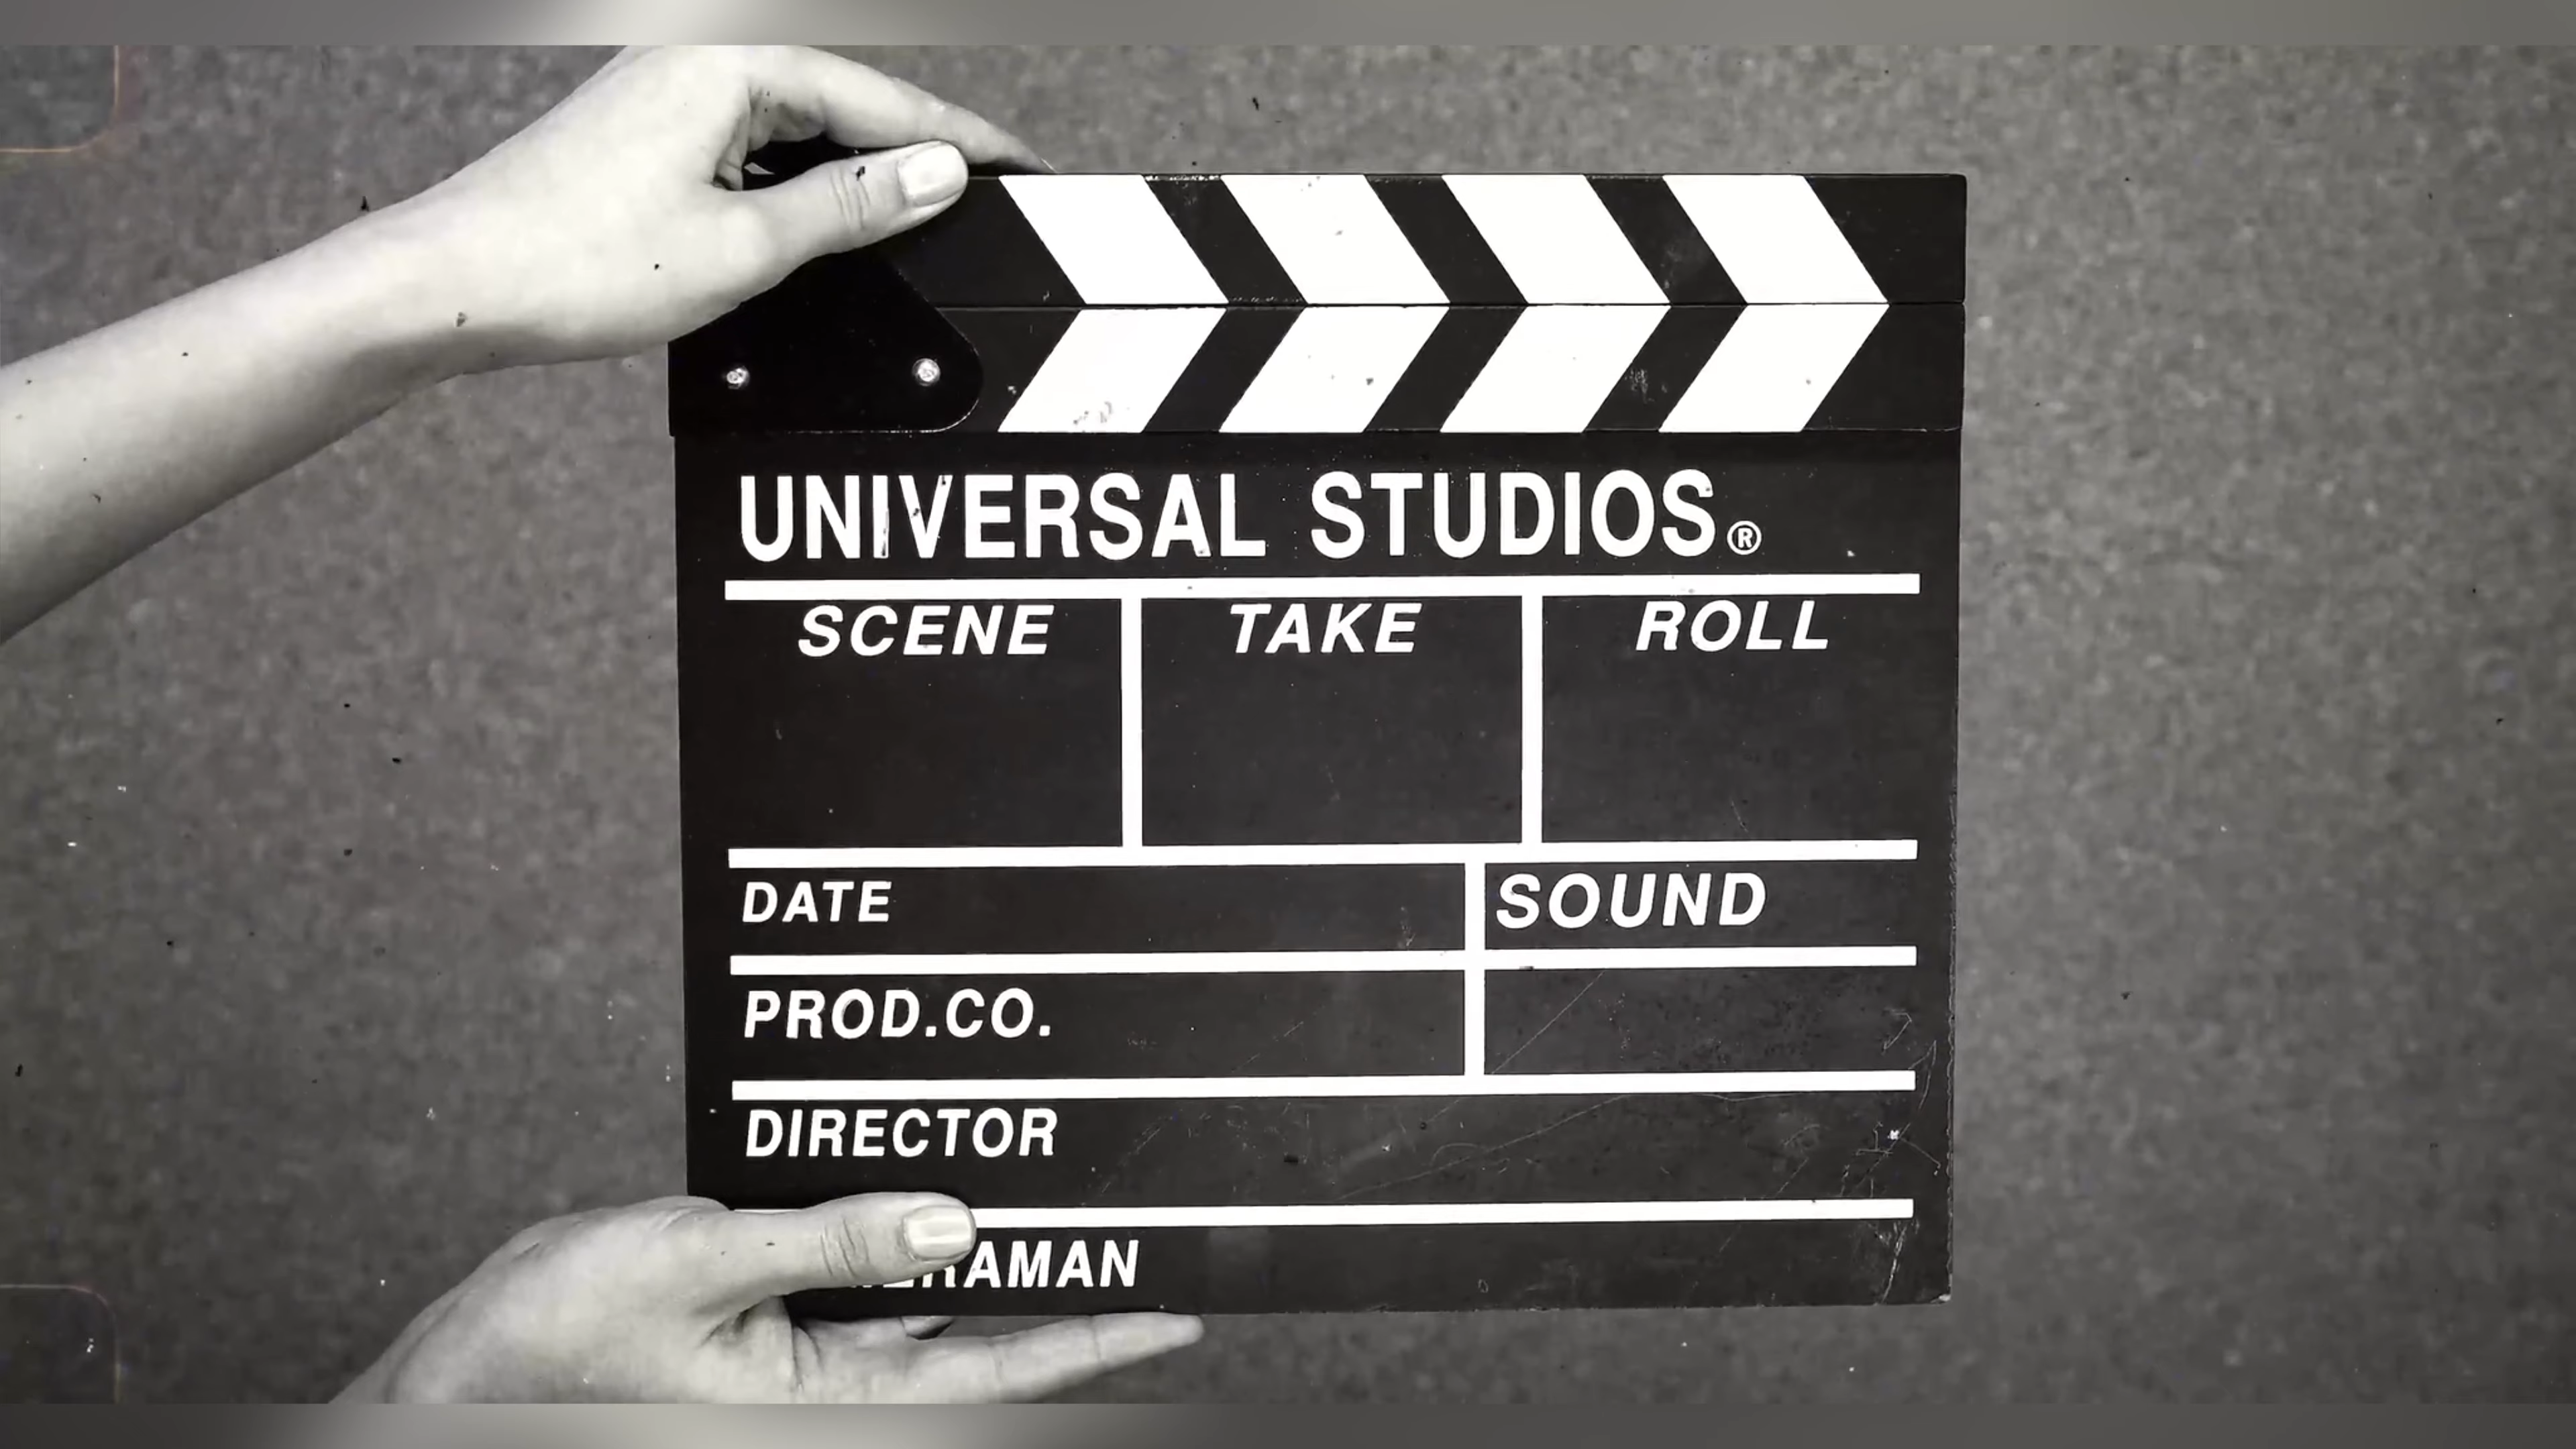 UNIVERSAL STUDIOS®
SCENE TAKE ROLL
DATE SOUND
PROD.CO.
DIRECTOR